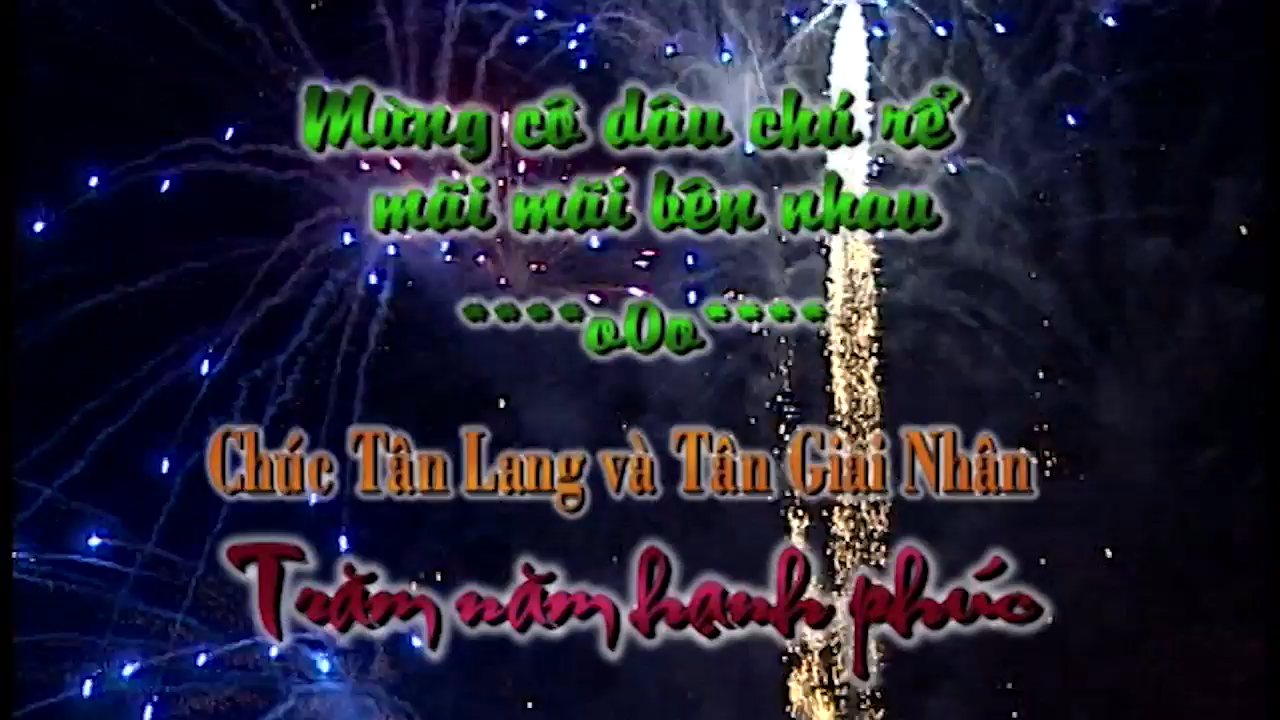 Mừng cô dâu chú rể
mãi mãi bên nhau
----oOo----
Chúc Tân Lang và Tân Giai Nhân
Trăm năm hạnh phúc